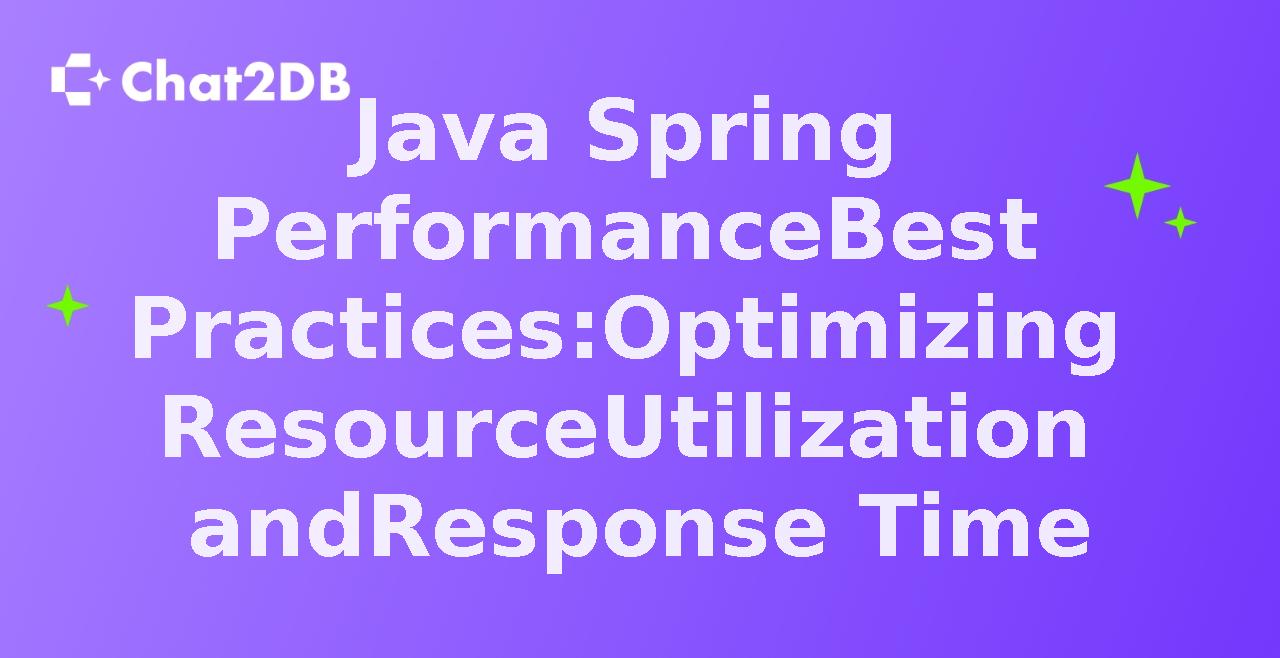 Chat2DB
Java Spring
PerformanceBest
Practices:Optimizing
ResourceUtilization
andResponse Time